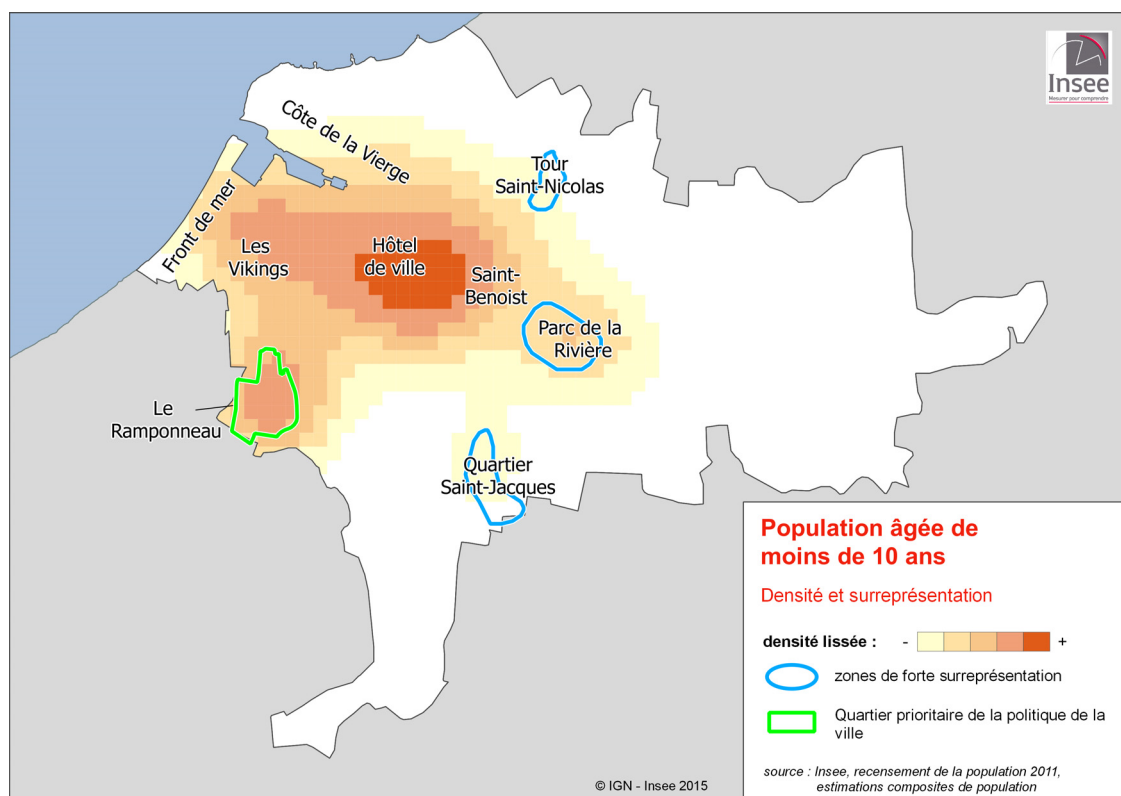 Insee
Mesurer pour comprendre
Côte de la Vierge
Tour
Saint-Nicolas
Front de mer
Les
Vikings
Hôtel
de ville
Saint-
Benoist
Parc de la
Rivière
Le
Ramponneau
Quartier
Saint-Jacques
Population âgée de
moins de 10 ans
Densité et surreprésentation
densité lissée : - +
zones de forte surreprésentation
Quartier prioritaire de la politique de la
ville
source : Insee, recensement de la population 2011,
estimations composites de population
© IGN - Insee 2015